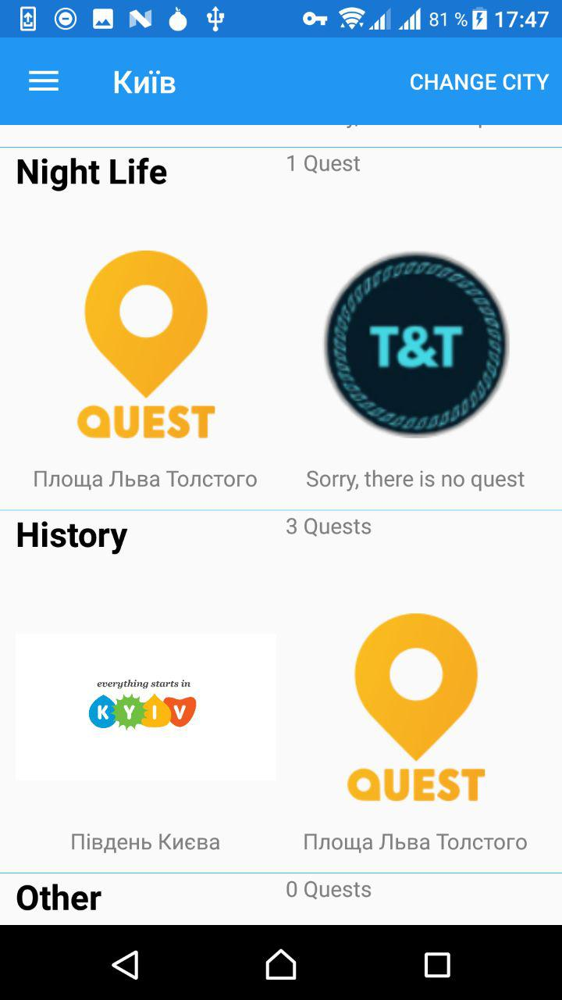 81 % 17:47
Київ CHANGE CITY
Night Life 1 Quest
QUEST T&T
Площа Льва Толстого Sorry, there is no quest
History 3 Quests
everything starts in
KYIV
QUEST
Південь Києва Площа Льва Толстого
Other 0 Quests